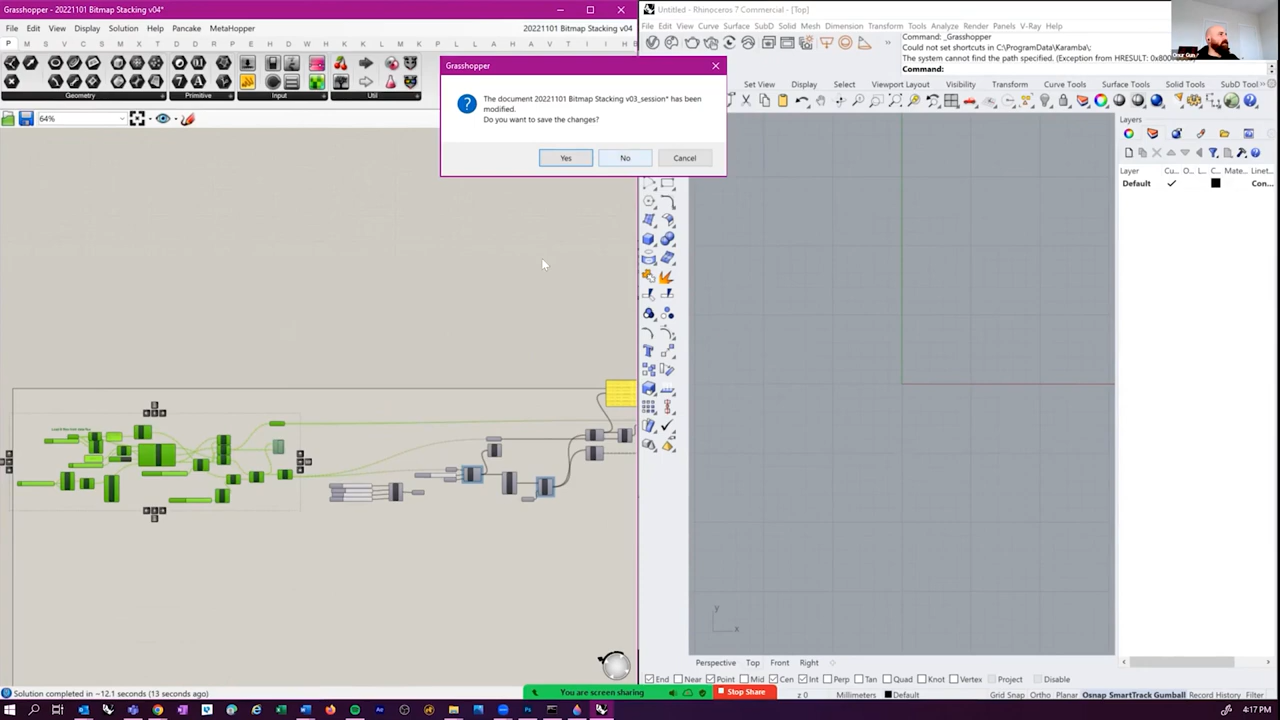 Grasshopper - 20221101 Bitmap Stacking v04*
File Edit View Display Solution Help Pancake MetaHopper
20221101 Bitmap Stacking v04
P M S V C S M I T D A P R K D F H L L K K A T B N V S G F I H B
Geometry
Primitive
Input
Util
64%
Grasshopper
The document 20221101 Bitmap Stacking v03_session* has been
modified.
Do you want to save the changes?
Yes
No
Cancel
Solution completed in ~12.1 seconds (13 seconds ago)
Untitled - Rhinoceros 7 Commercial - [Top]
File Edit View Curve Surface SubD Solid Mesh Dimension Transform Tools Analyze Render Panels V-Ray Help
Command: _Grasshopper
Could not set shortcuts in C:\ProgramData\Karamba\;
The system cannot find the path specified. (Exception from HRESULT:
Command:
Set View Display Select Viewport Layout Transform Curve Tools Surface Tools Solid Tools SubD Tool
Layers
Layer Cu... O... L... C... Mate... Linet...
Default Con...
y
x
Perspective Top Front Right
End Near Point Mid Cen Int Perp Tan Quad Knot Vertex Project Disable
z 0 Millimeters Default Grid Snap Ortho Planar Osnap SmartTrack Gumball Record History Filter
You are screen sharing
Stop Share
4:17 PM